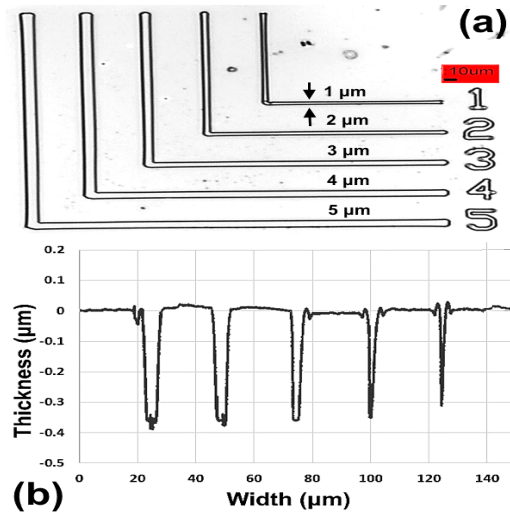 (a)
10um
1 µm
1
2 µm
2
3 µm
3
4 µm
4
5 µm
5
0.2
0.1
0
-0.1
-0.2
-0.3
-0.4
-0.5
Thickness (µm)
0 20 40 60 80 100 120 140
Width (µm)
(b)